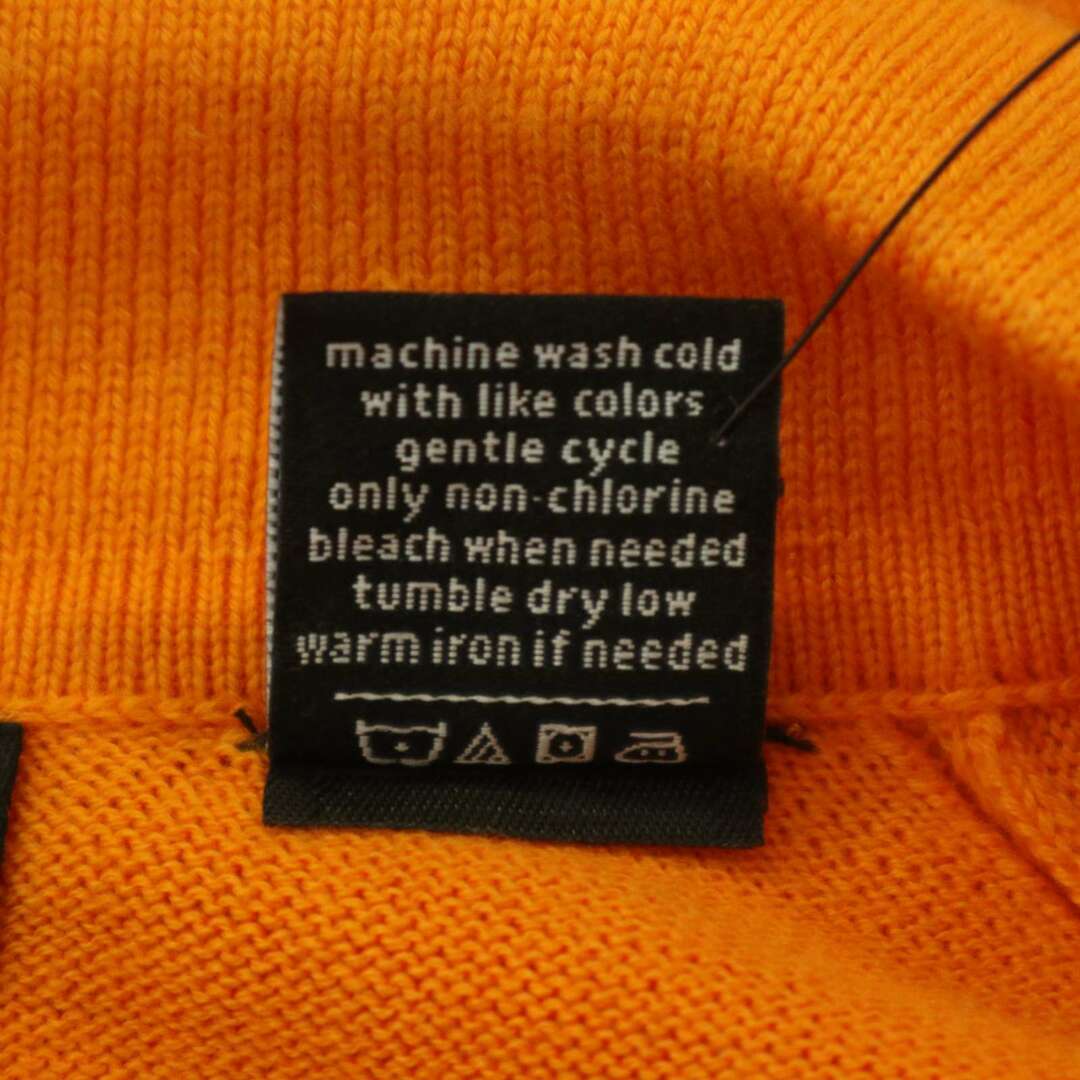 machine wash cold
with like colors
gentle cycle
only non-chlorine
bleach when needed
tumble dry low
warm iron if needed